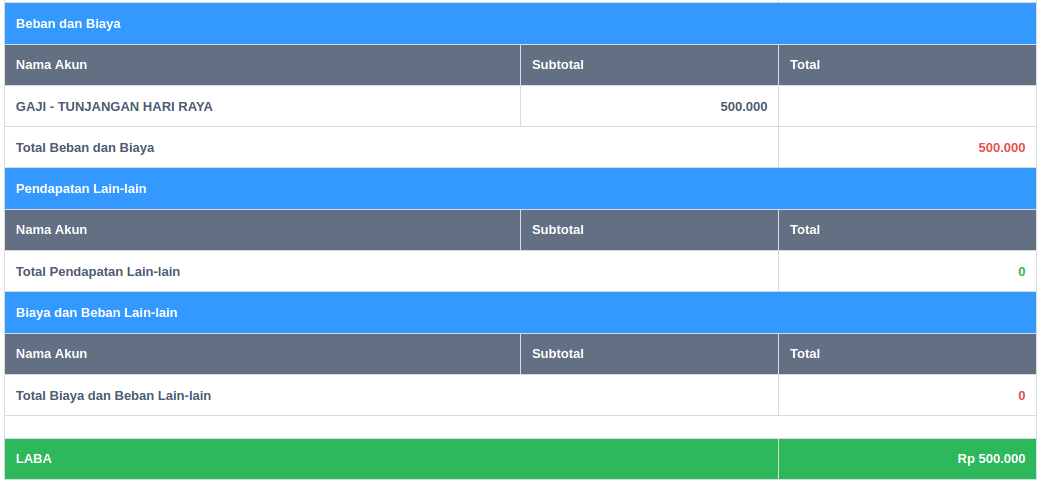 Beban dan Biaya
Nama Akun Subtotal Total
GAJI - TUNJANGAN HARI RAYA 500.000
Total Beban dan Biaya 500.000
Pendapatan Lain-lain
Nama Akun Subtotal Total
Total Pendapatan Lain-lain 0
Biaya dan Beban Lain-lain
Nama Akun Subtotal Total
Total Biaya dan Beban Lain-lain 0
LABA Rp 500.000